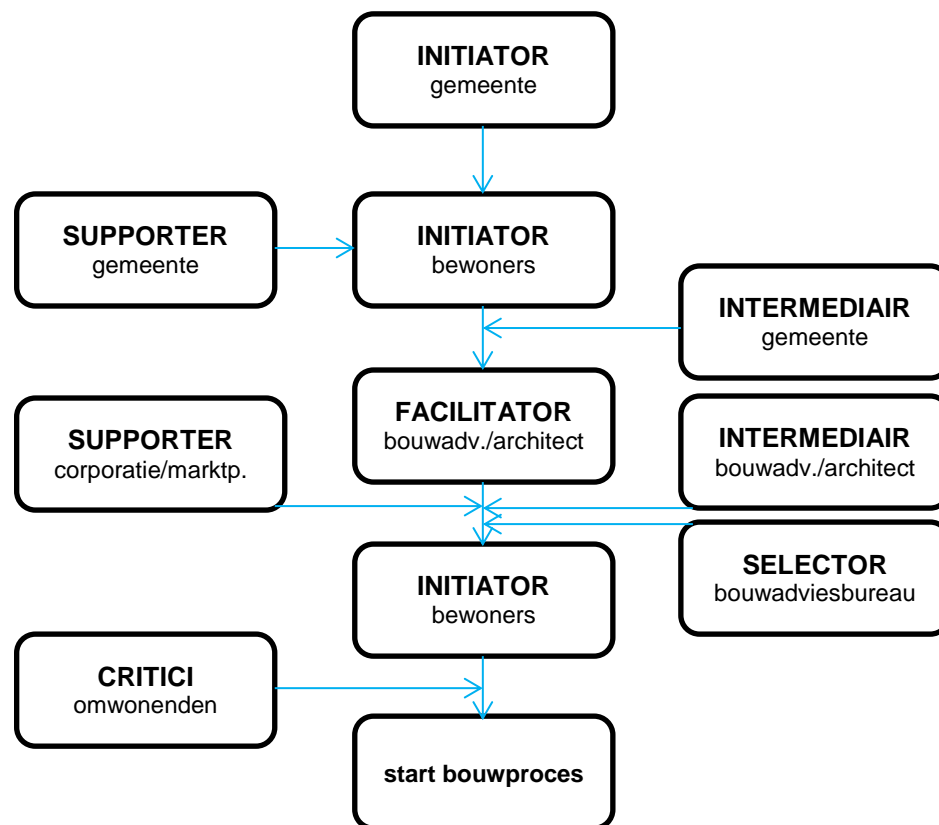 INITIATOR
gemeente
SUPPORTER
gemeente
INITIATOR
bewoners
INTERMEDIAIR
gemeente
SUPPORTER
corporatie/marktp.
FACILITATOR
bouwadv./architect
INTERMEDIAIR
bouwadv./architect
INITIATOR
bewoners
SELECTOR
bouwadviesbureau
CRITICI
omwonenden
start bouwproces